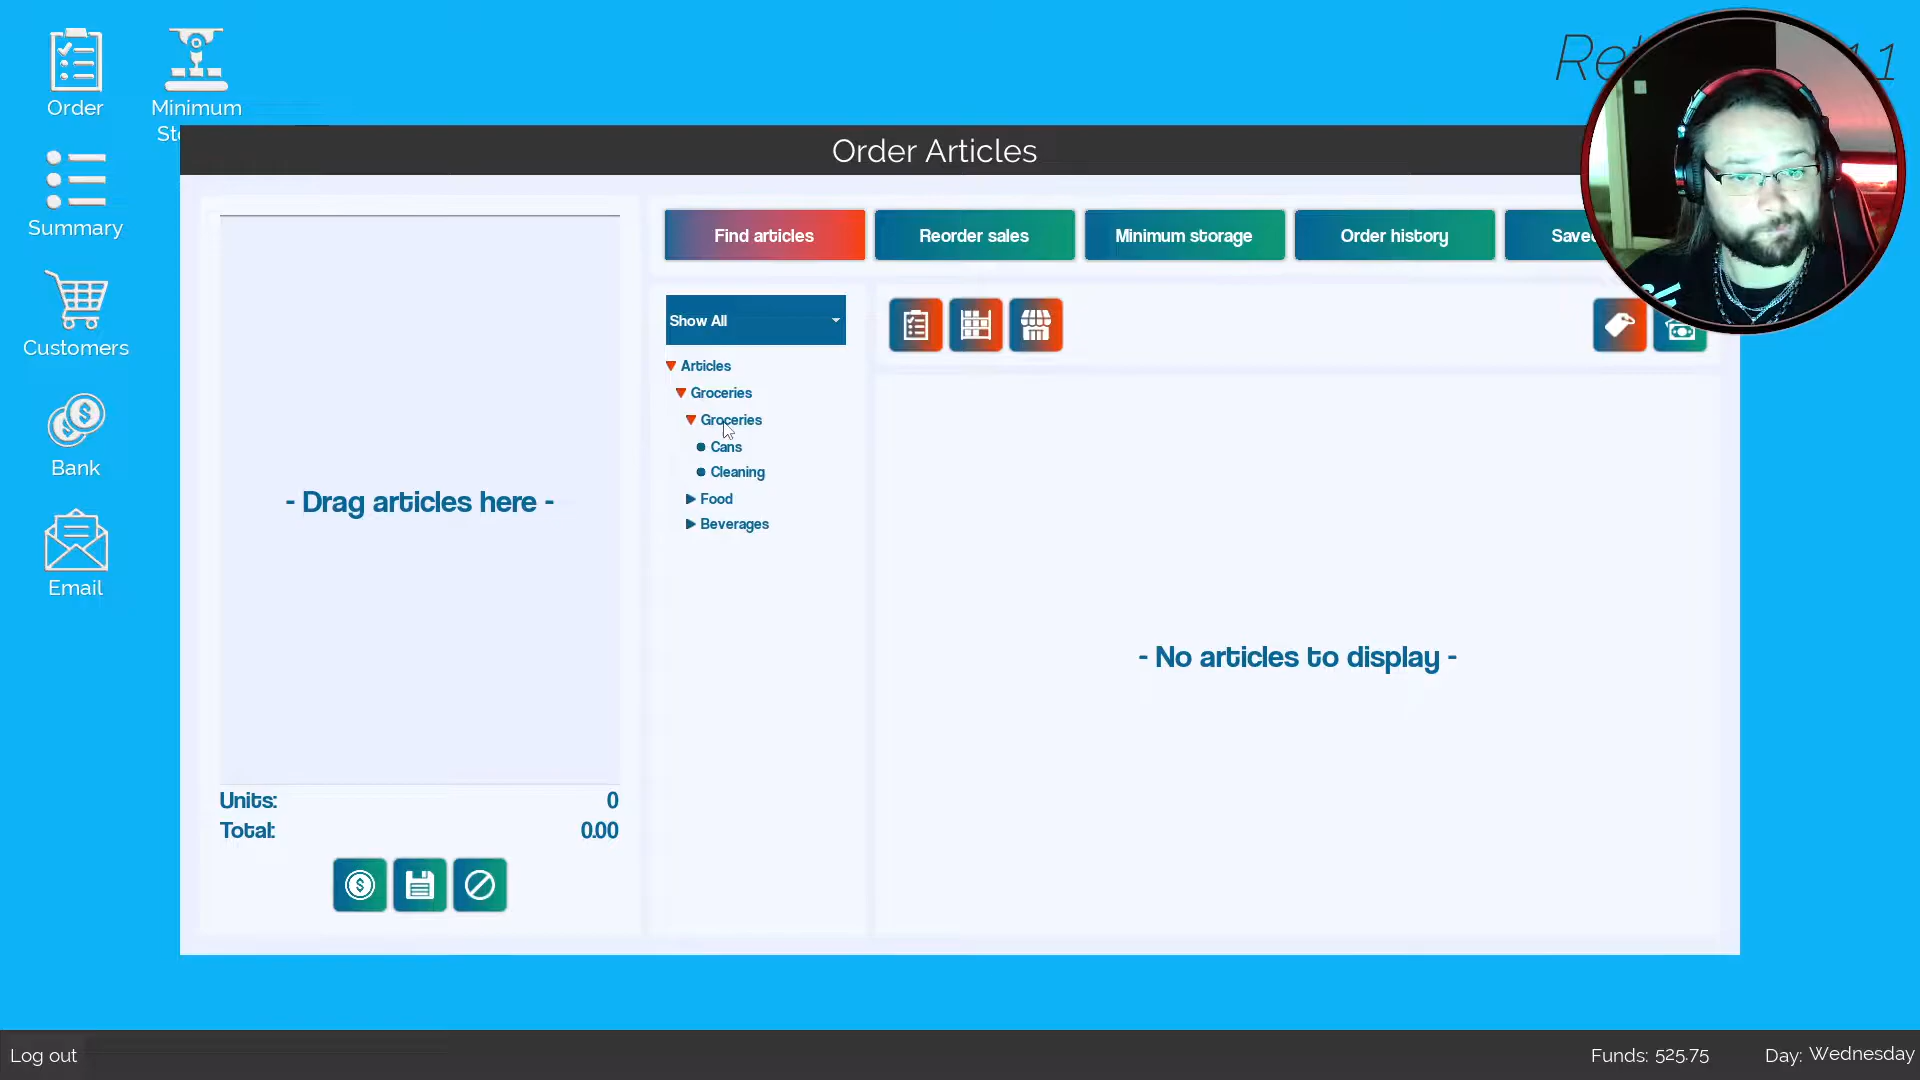 Order
Minimum
Summary
Customers
Bank
Email
Order Articles
Find articles
Reorder sales
Minimum storage
Order history
- Drag articles here -
Show All
Articles
Groceries
Groceries
Cans
Cleaning
Food
Beverages
- No articles to display -
Units: 0
Total: 0.00
Log out
Funds: 525.75
Day: Wednesday